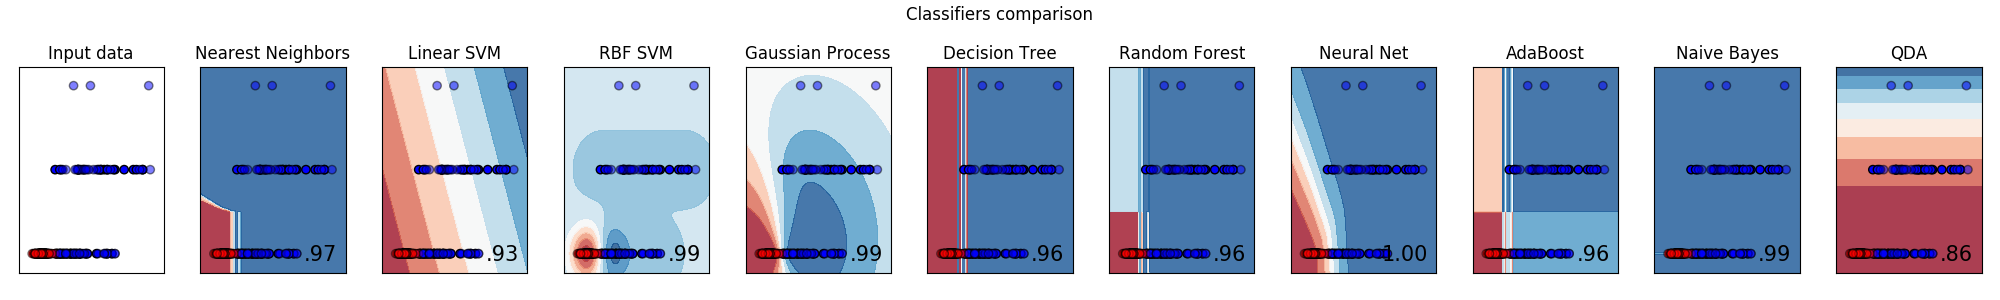 Classifiers comparison
Input data
Nearest Neighbors
Linear SVM
RBF SVM
Gaussian Process
Decision Tree
Random Forest
Neural Net
AdaBoost
Naive Bayes
QDA
.97
.93
.99
.99
.96
.96
1.00
.96
.99
.86